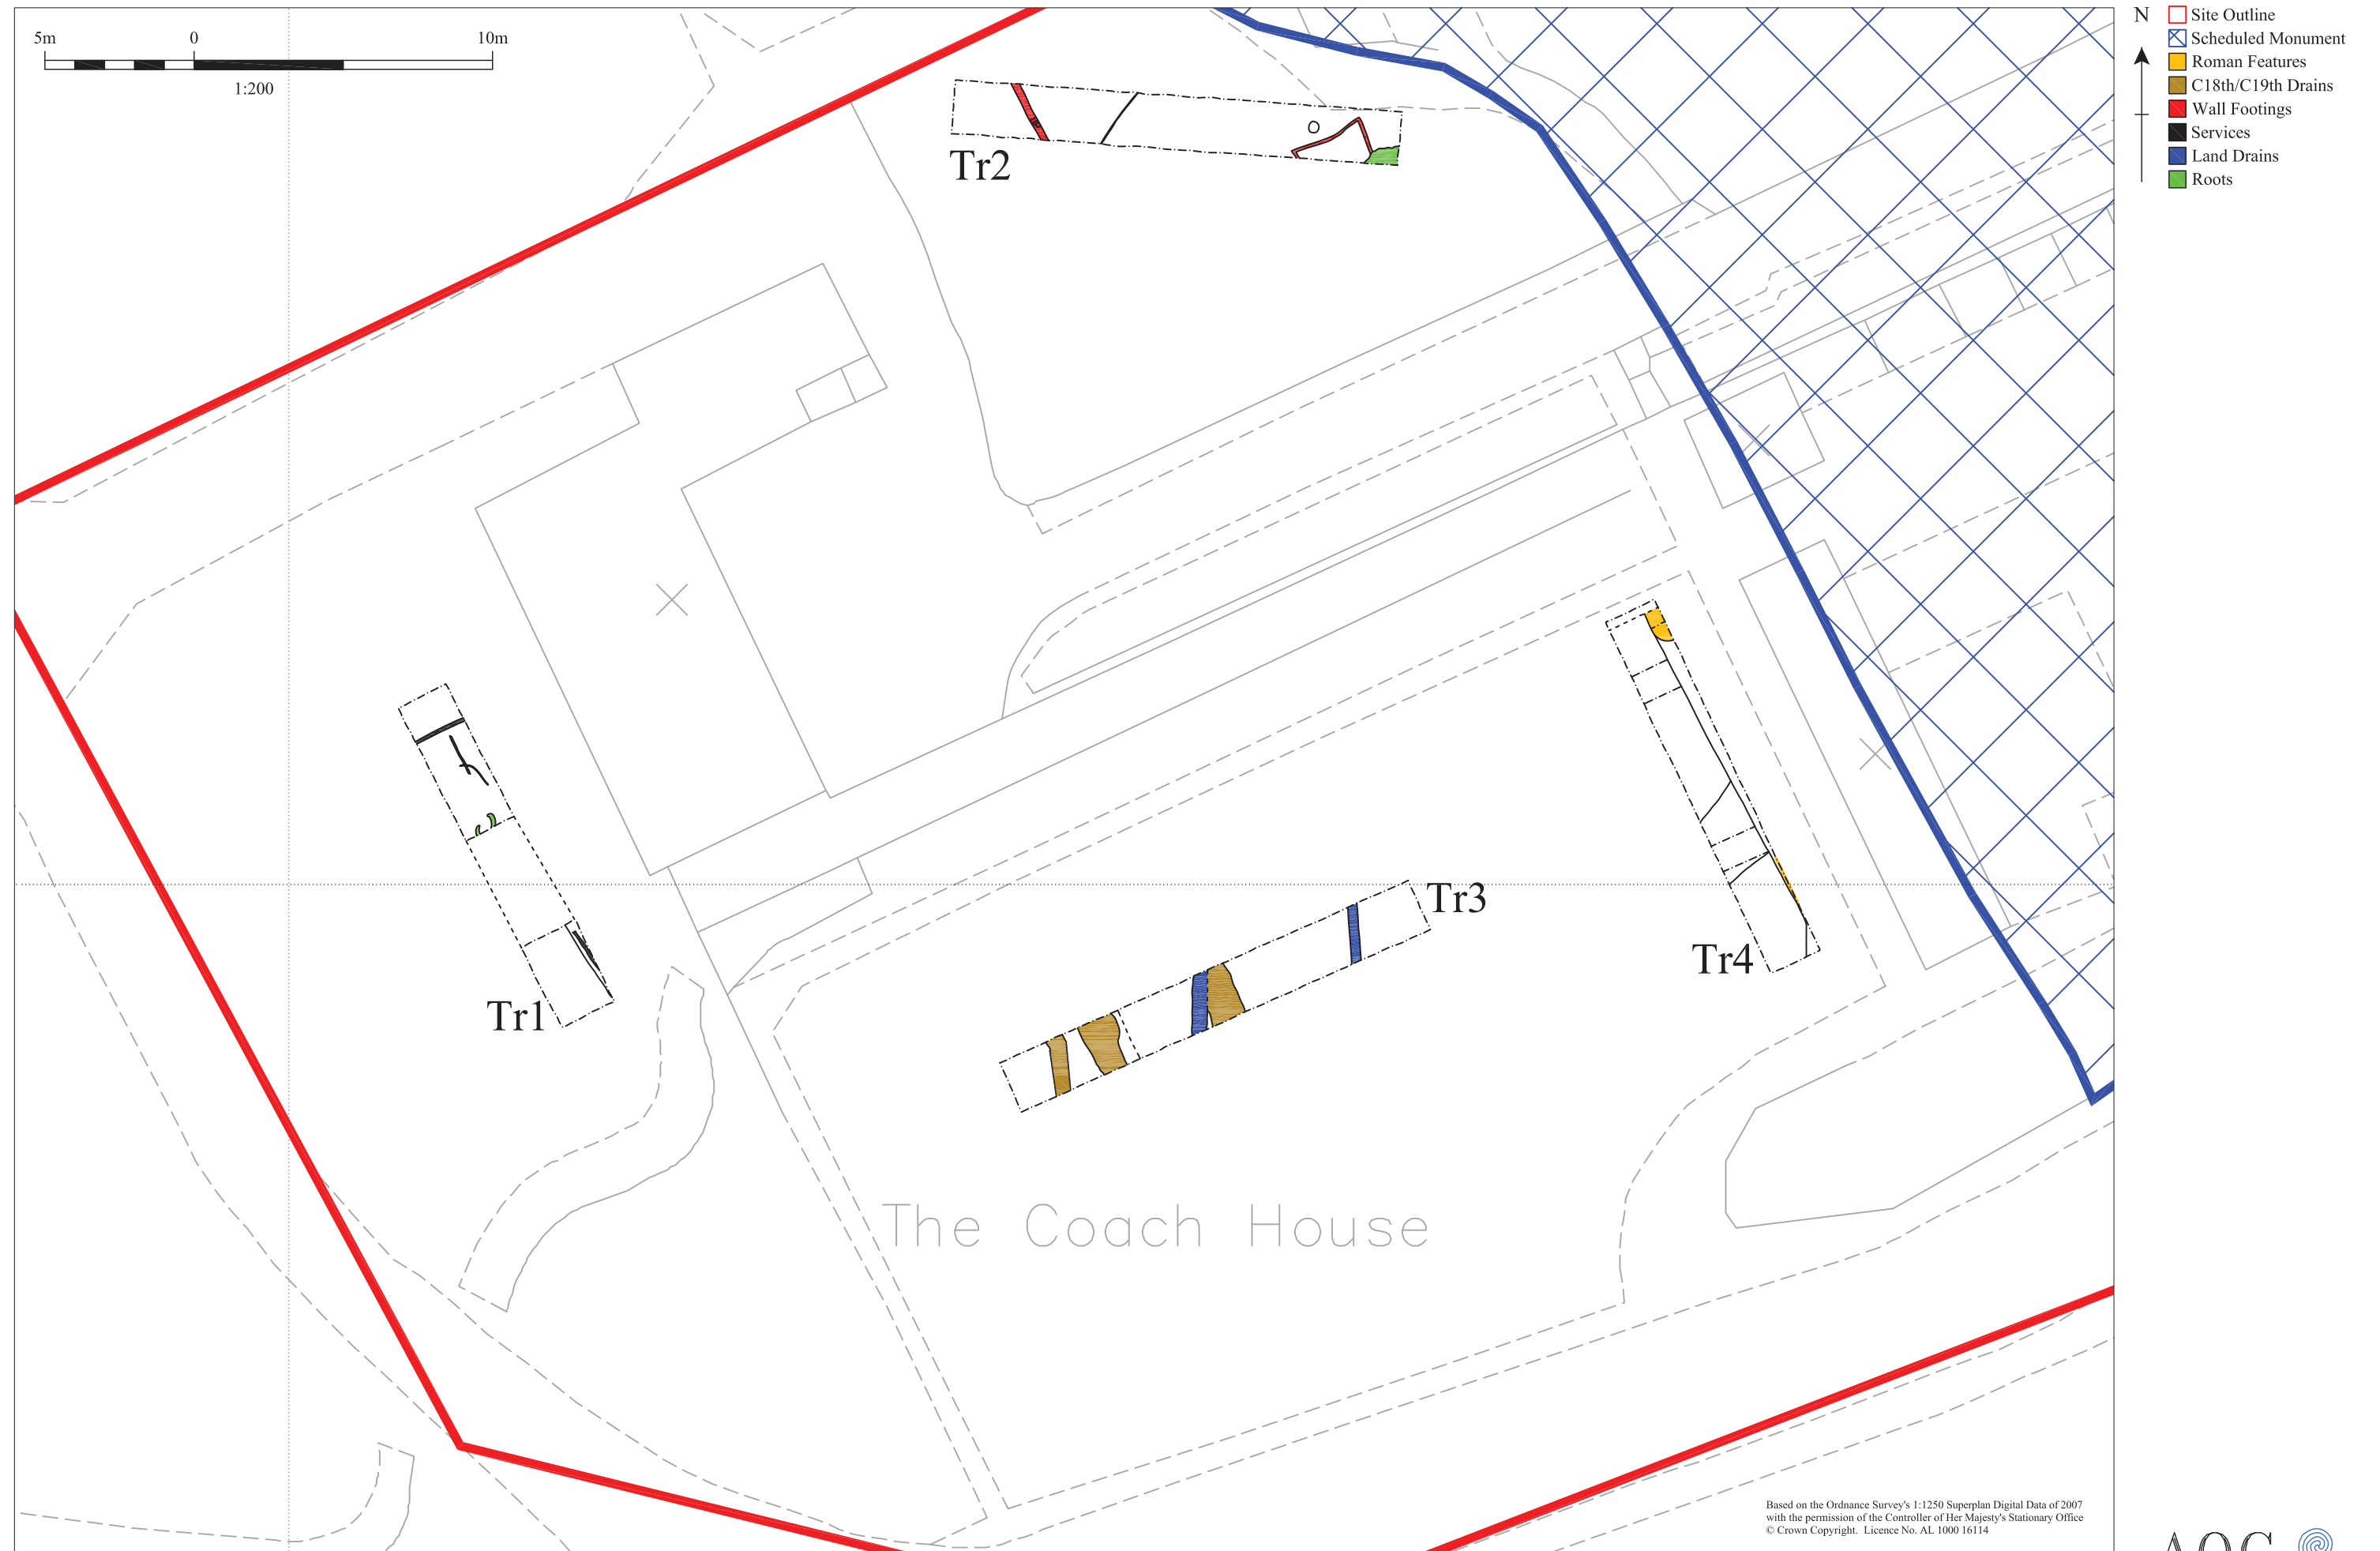 5m 0 10m
1:200
N
Site Outline
Scheduled Monument
Roman Features
C18th/C19th Drains
Wall Footings
Services
Land Drains
Roots
Tr2
Tr3
Tr4
Tr1
The Coach House
Based on the Ordnance Survey's 1:1250 Superplan Digital Data of 2007
with the permission of the Controller of Her Majesty's Stationary Office
© Crown Copyright. Licence No. AL 1000 16114